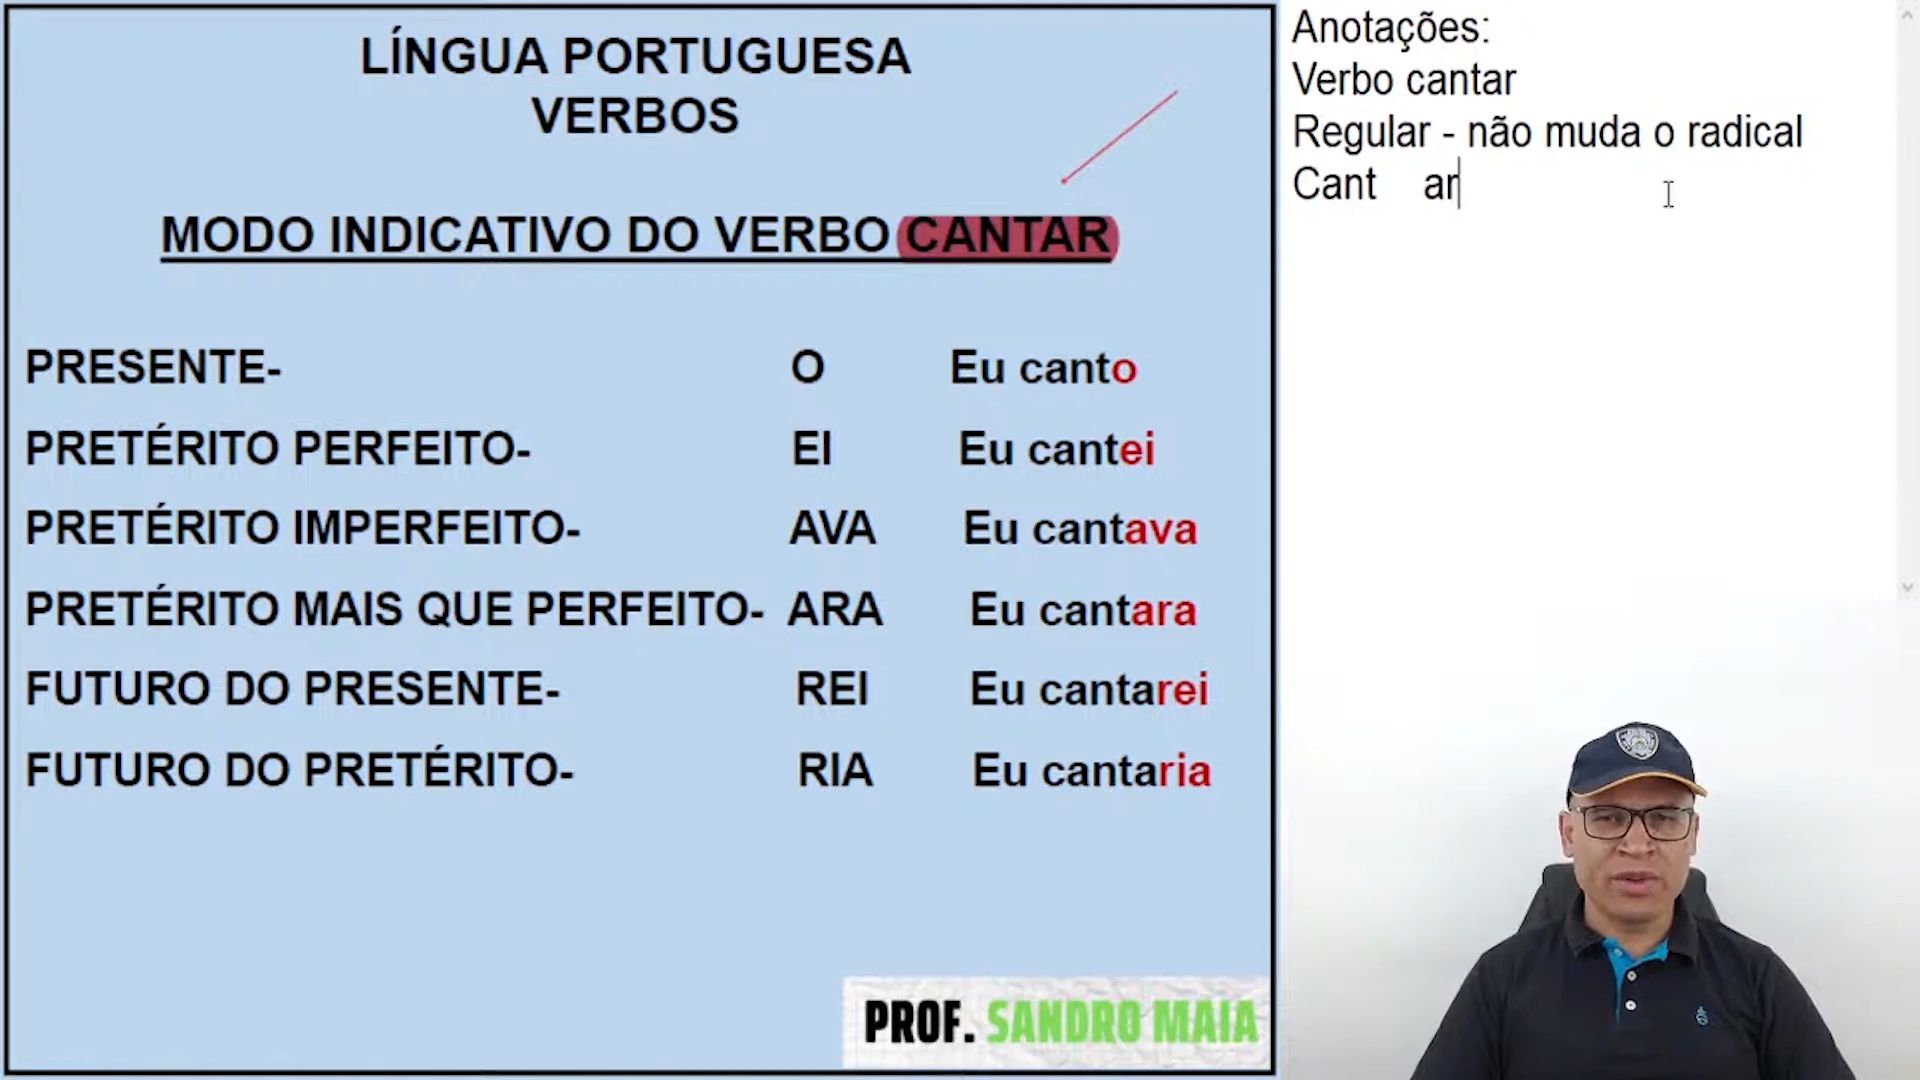 LÍNGUA PORTUGUESA
VERBOS
MODO INDICATIVO DO VERBO CANTAR
PRESENTE- O Eu canto
PRETÉRITO PERFEITO- EI Eu cantei
PRETÉRITO IMPERFEITO- AVA Eu cantava
PRETÉRITO MAIS QUE PERFEITO- ARA Eu cantara
FUTURO DO PRESENTE- REI Eu cantarei
FUTURO DO PRETÉRITO- RIA Eu cantaria
PROF. SANDRO MAIA
Anotações:
Verbo cantar
Regular - não muda o radical
Cant ar